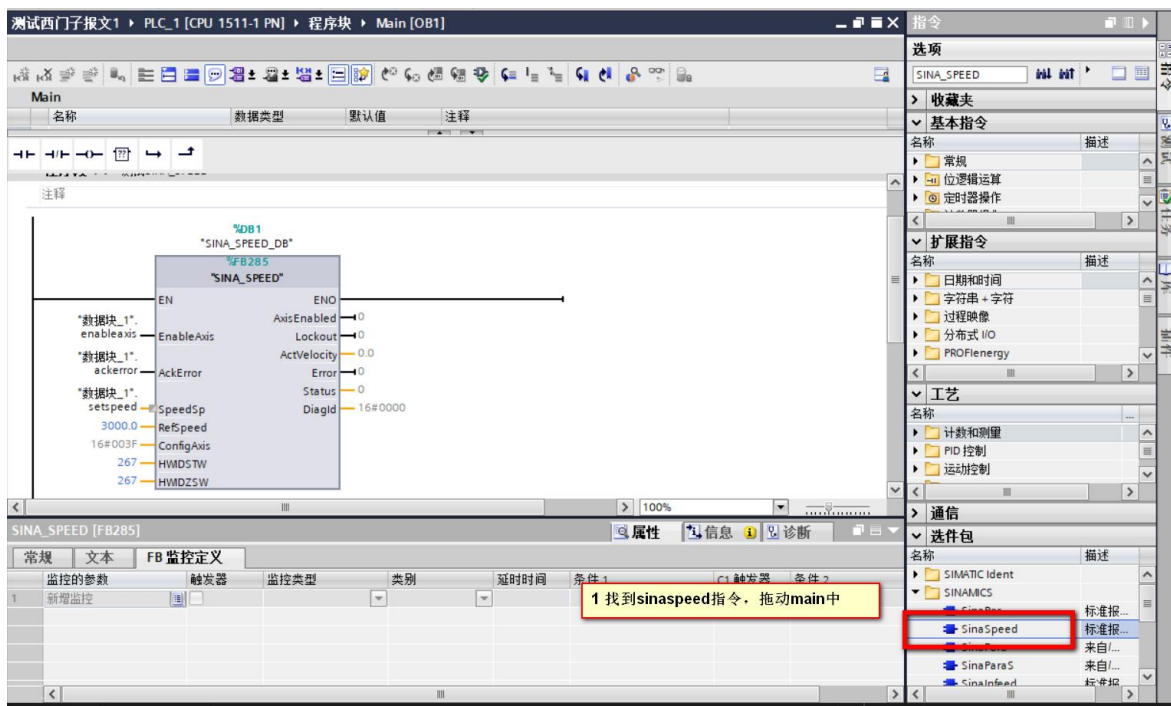 测试西门子报文1 ▸ PLC_1 [CPU 1511-1 PN] ▸ 程序块 ▸ Main [OB1]
Main
名称 数据类型 默认值 注释
注释
%DB1
"SINA_SPEED_DB"
%FB285
"SINA_SPEED"
EN ENO
AxisEnabled 0
"数据块_1".
enableaxis EnableAxis
Lockout 0
ActVelocity 0.0
"数据块_1".
ackerror AckError
Error 0
Status 0
"数据块_1".
setspeed SpeedSp
DiagId 16#0000
3000.0 RefSpeed
16#003F ConfigAxis
267 HWIDSTW
267 HWIDZSW
100%
SINA_SPEED [FB285]
属性 信息 诊断
常规 文本 FB 监控定义
监控的参数 触发器 监控类型 类别 延时时间 条件 1 C1 触发器 条件 2
1 新增监控
1 找到sinaspeed指令，拖动main中
指令
选项
SINA_SPEED
收藏夹
基本指令
名称 描述
常规
位逻辑运算
定时器操作
扩展指令
名称 描述
日期和时间
字符串 + 字符
过程映像
分布式 I/O
PROFIenergy
工艺
名称 ...
计数和测量
PID 控制
运动控制
通信
选件包
名称 描述
SIMATIC Ident
SINAMICS
SinaPos 标准报...
SinaSpeed 标准报...
SinaPara 来自/...
SinaParaS 来自/...
SinaInfeed 标准报...